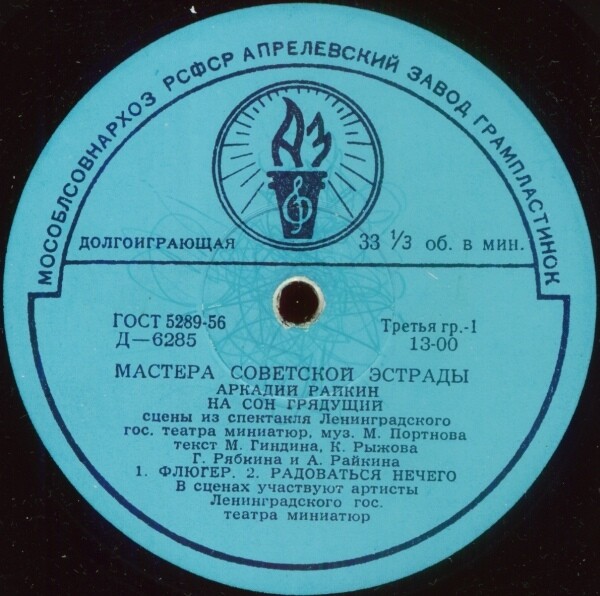 МОСОБЛСОВНАРХОЗ РСФСР АПРЕЛЕВСКИЙ ЗАВОД ГРАМПЛАСТИНОК
АЗ
ДОЛГОИГРАЮЩАЯ 33 1/3 об. в мин.
ГОСТ 5289-56 Третья гр.-1
Д—6285 13-00
МАСТЕРА СОВЕТСКОЙ ЭСТРАДЫ
АРКАДИЙ РАЙКИН
НА СОН ГРЯДУЩИЙ
сцены из спектакля Ленинградского
гос. театра миниатюр, муз. М. Портнова
текст М. Гиндина, К. Рыжова
Г. Рябкина и А. Райкина
1. ФЛЮГЕР. 2. РАДОВАТЬСЯ НЕЧЕГО
В сценах участвуют артисты
Ленинградского гос.
театра миниатюр